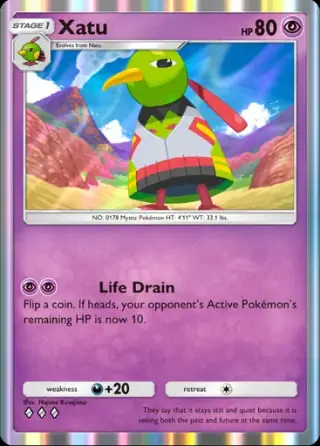 STAGE 1
Xatu
HP 80
Evolves from Natu
NO. 0178 Mystic Pokémon HT: 4'11" WT: 33.1 lbs.
Life Drain
Flip a coin. If heads, your opponent's Active Pokémon's
remaining HP is now 10.
weakness +20
retreat
Illus. Hajime Kusajima
They say that it stays still and quiet because it is
seeing both the past and future at the same time.